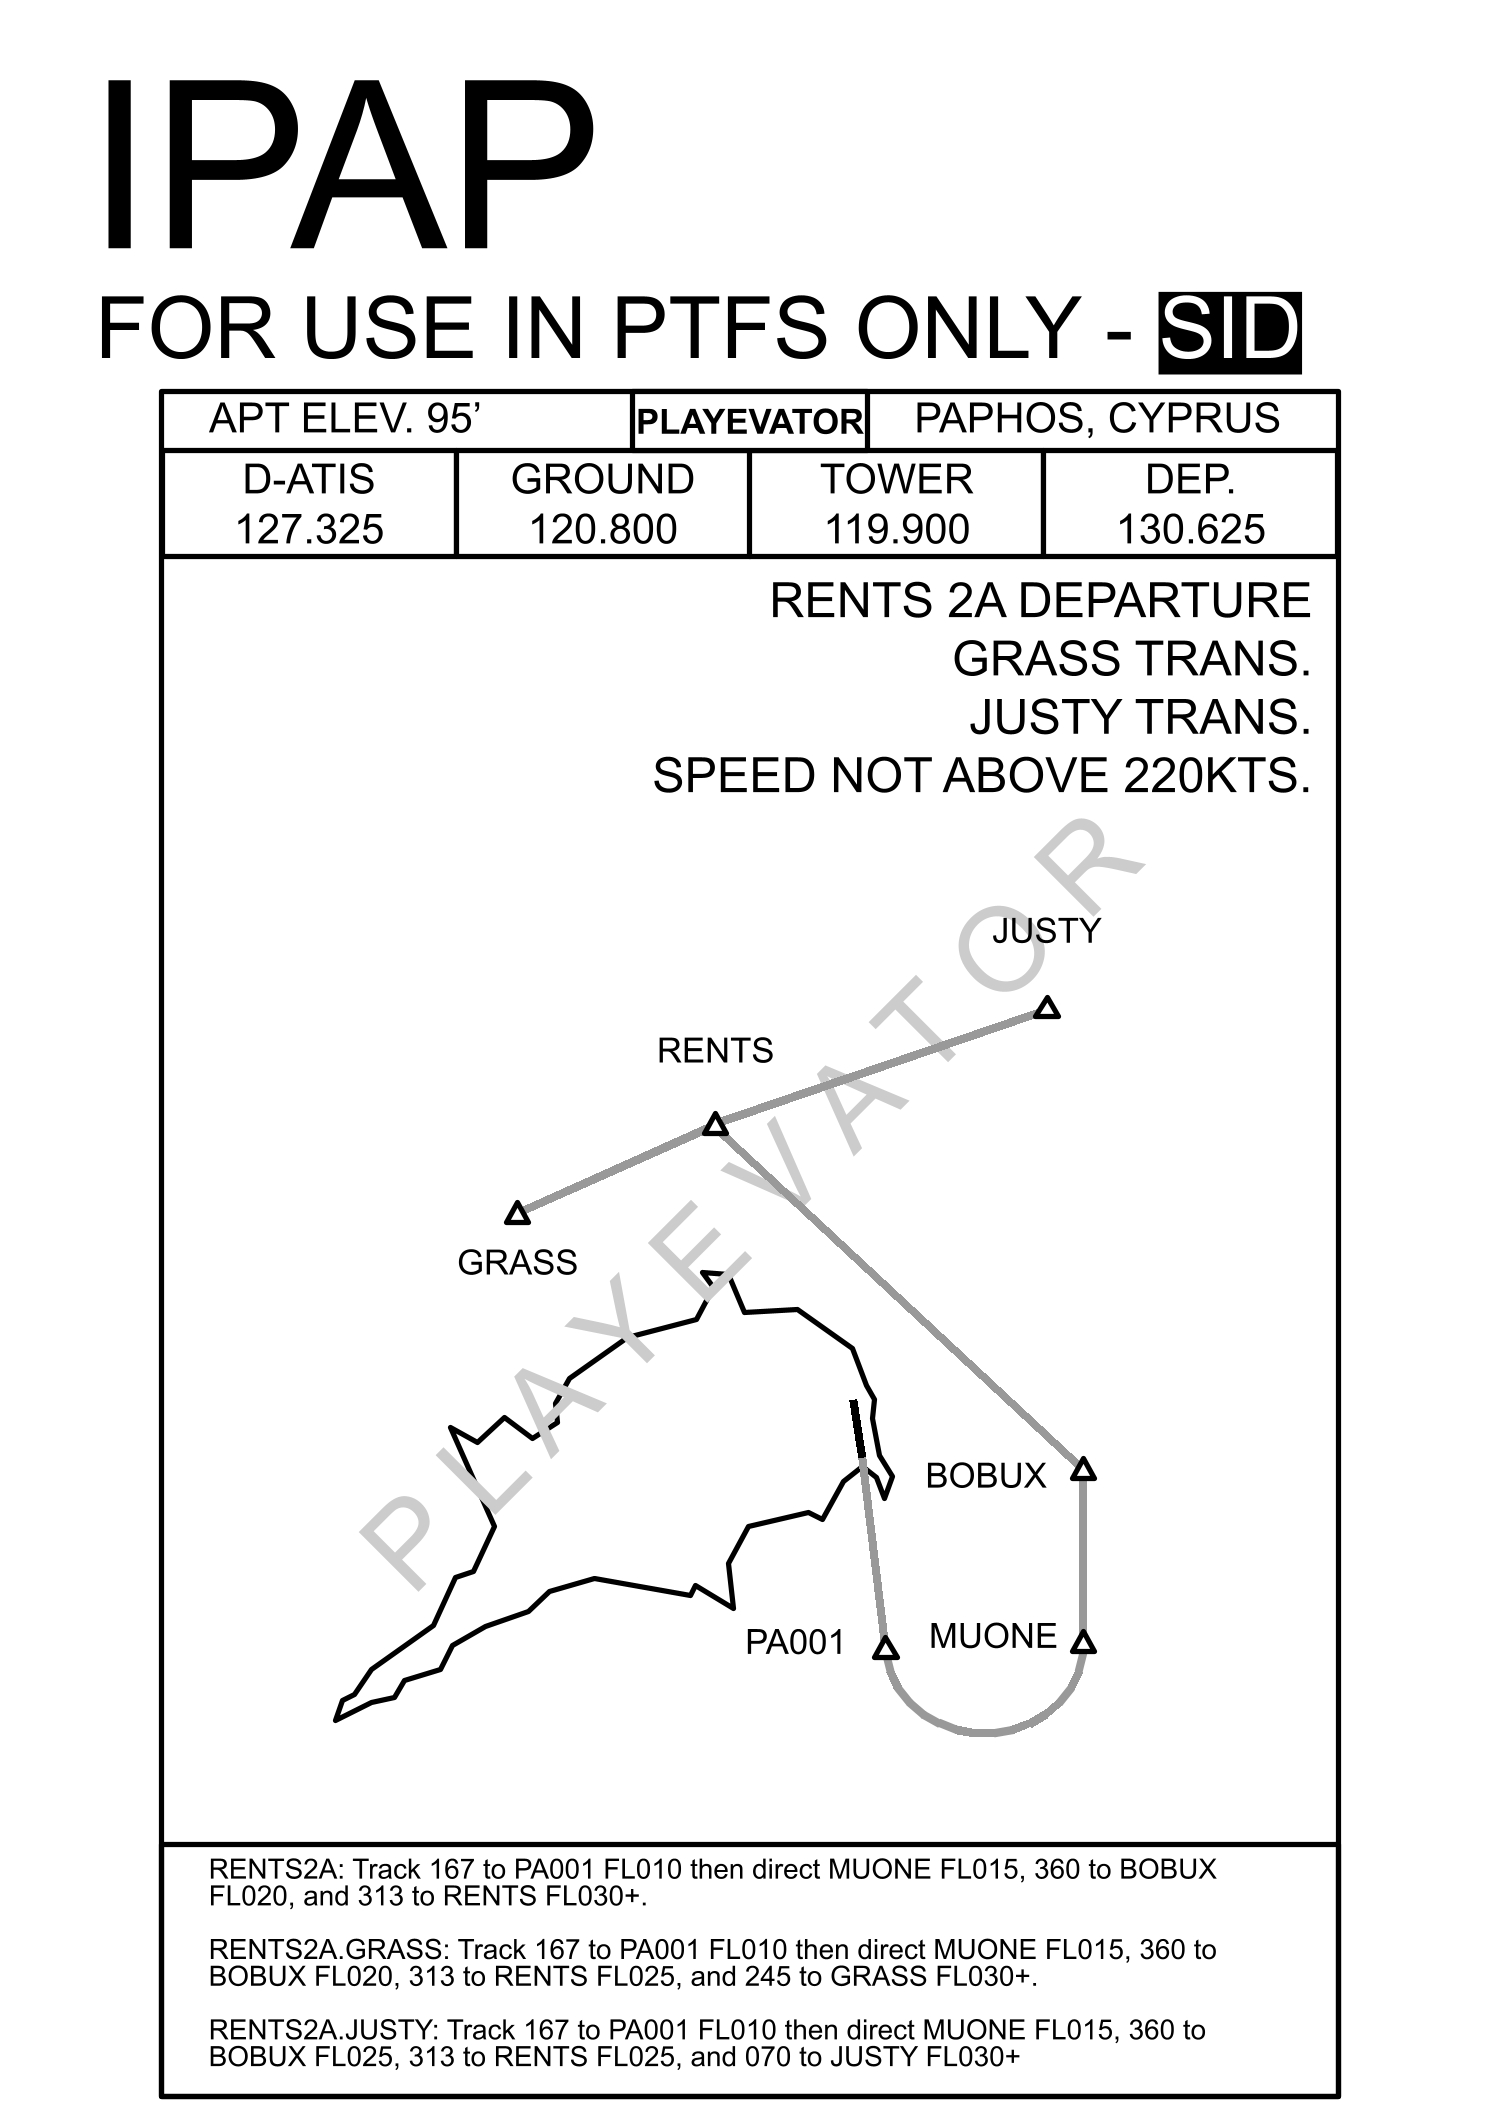 IPAP
FOR USE IN PTFS ONLY - SID
APT ELEV. 95’
PLAYEVATOR
PAPHOS, CYPRUS
D-ATIS
127.325
GROUND
120.800
TOWER
119.900
DEP.
130.625
RENTS 2A DEPARTURE
GRASS TRANS.
JUSTY TRANS.
SPEED NOT ABOVE 220KTS.
PLAYEVATOR
JUSTY
RENTS
GRASS
BOBUX
PA001
MUONE
RENTS2A: Track 167 to PA001 FL010 then direct MUONE FL015, 360 to BOBUX
FL020, and 313 to RENTS FL030+.
RENTS2A.GRASS: Track 167 to PA001 FL010 then direct MUONE FL015, 360 to
BOBUX FL020, 313 to RENTS FL025, and 245 to GRASS FL030+.
RENTS2A.JUSTY: Track 167 to PA001 FL010 then direct MUONE FL015, 360 to
BOBUX FL025, 313 to RENTS FL025, and 070 to JUSTY FL030+